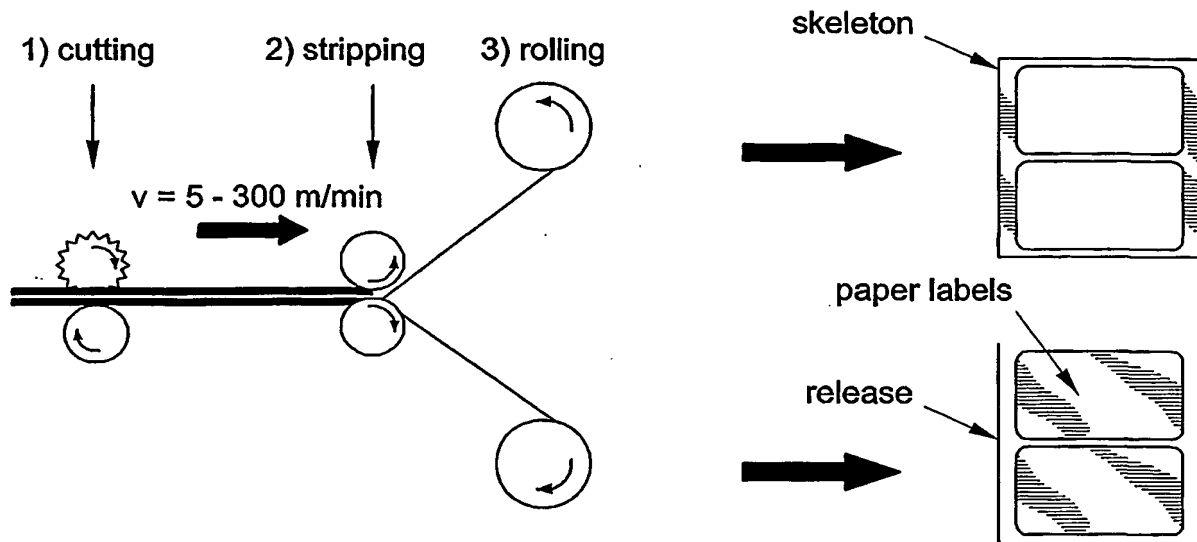 1) cutting
2) stripping
3) rolling
v = 5 - 300 m/min
skeleton
paper labels
release